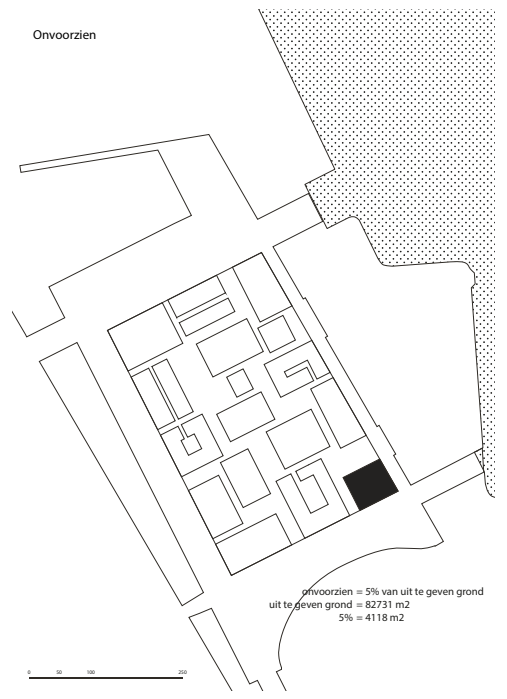 Onvoorzien
onvoorzien = 5% van uit te geven grond
uit te geven grond = 82731 m2
5% = 4118 m2
0 50 100 250